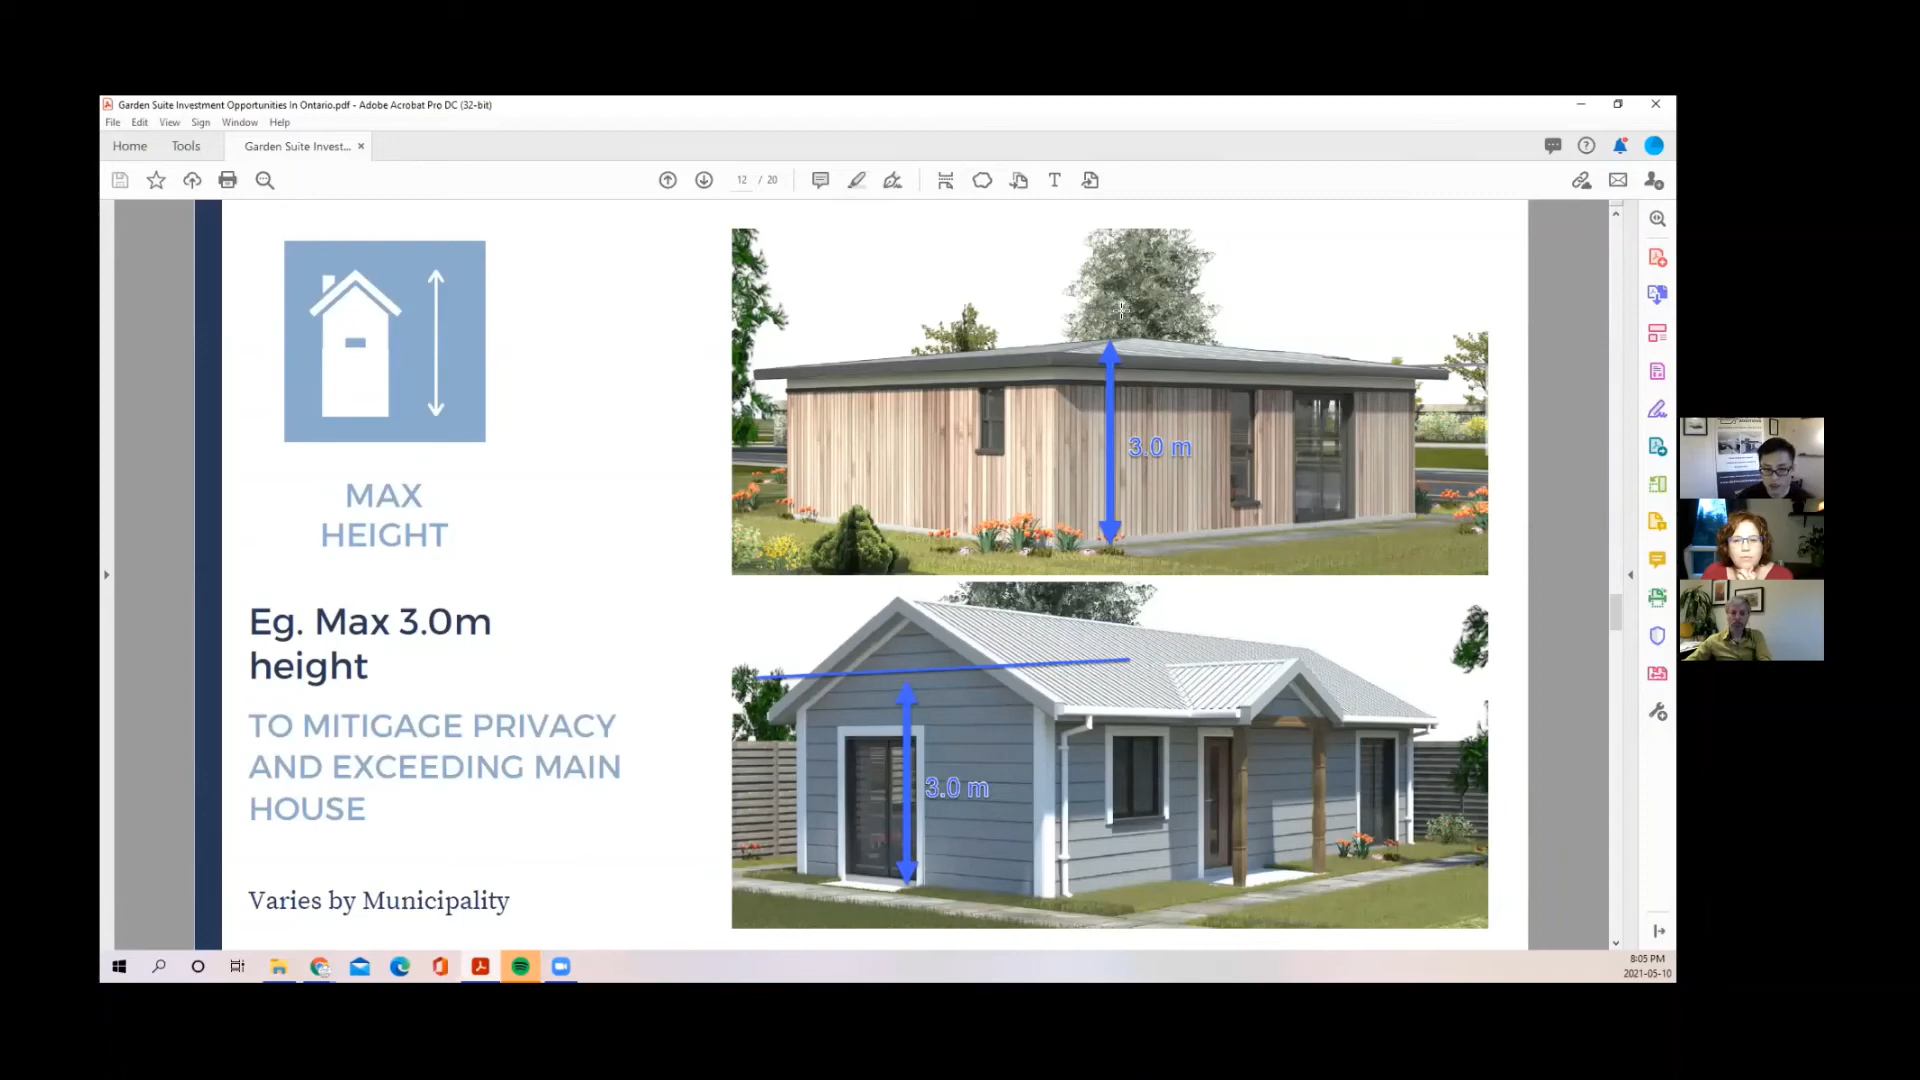 Garden Suite Investment Opportunities In Ontario.pdf - Adobe Acrobat Pro DC (32-bit)
File Edit View Sign Window Help
Home Tools Garden Suite Invest... ×
12 / 20
MAX
HEIGHT
Eg. Max 3.0m
height
TO MITIGAGE PRIVACY
AND EXCEEDING MAIN
HOUSE
Varies by Municipality
3.0 m
3.0 m
8:05 PM
2021-05-10